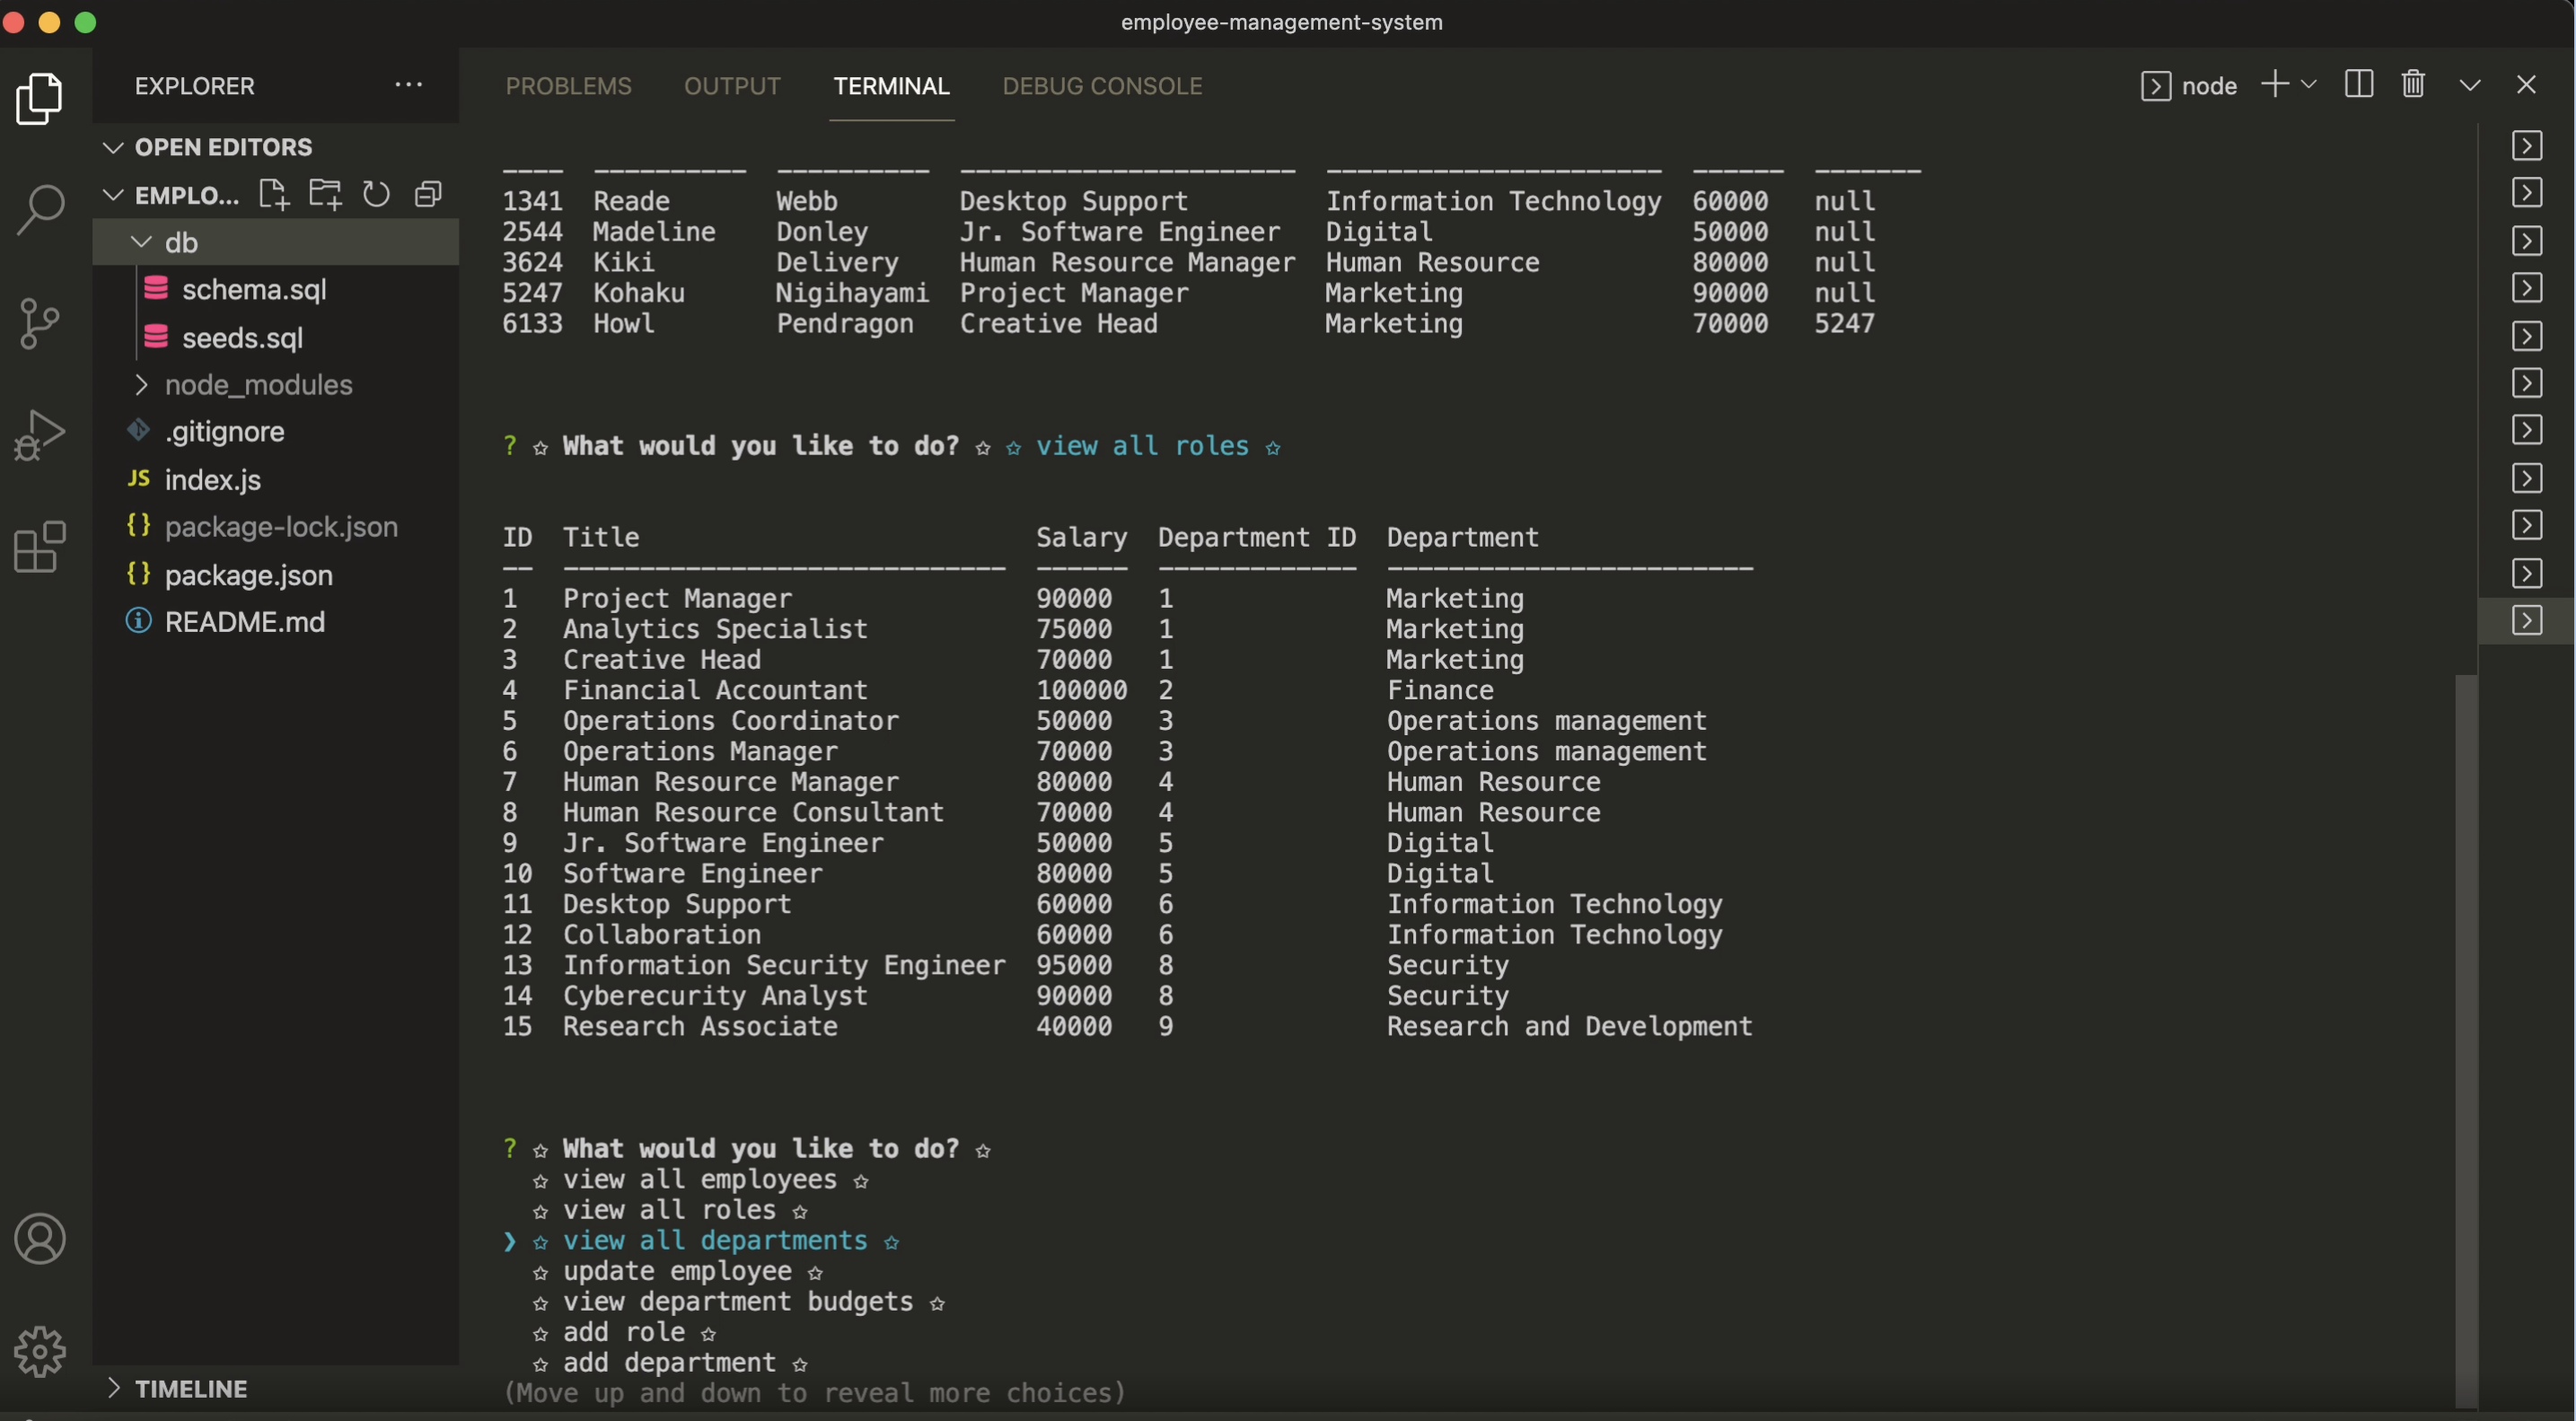 employee-management-system
EXPLORER ...
OPEN EDITORS
EMPLO...
db
schema.sql
seeds.sql
node_modules
.gitignore
JS index.js
{} package-lock.json
{} package.json
README.md
TIMELINE
PROBLEMS OUTPUT TERMINAL DEBUG CONSOLE
node
---- ---------- ---------- ---------------------- ---------------------- ------ -------
1341 Reade Webb Desktop Support Information Technology 60000 null
2544 Madeline Donley Jr. Software Engineer Digital 50000 null
3624 Kiki Delivery Human Resource Manager Human Resource 80000 null
5247 Kohaku Nigihayami Project Manager Marketing 90000 null
6133 Howl Pendragon Creative Head Marketing 70000 5247
? ✩ What would you like to do? ✩ ✩ view all roles ✩
ID Title Salary Department ID Department
-- ----------------------------- ------ ------------- ------------------------
1 Project Manager 90000 1 Marketing
2 Analytics Specialist 75000 1 Marketing
3 Creative Head 70000 1 Marketing
4 Financial Accountant 100000 2 Finance
5 Operations Coordinator 50000 3 Operations management
6 Operations Manager 70000 3 Operations management
7 Human Resource Manager 80000 4 Human Resource
8 Human Resource Consultant 70000 4 Human Resource
9 Jr. Software Engineer 50000 5 Digital
10 Software Engineer 80000 5 Digital
11 Desktop Support 60000 6 Information Technology
12 Collaboration 60000 6 Information Technology
13 Information Security Engineer 95000 8 Security
14 Cyberecurity Analyst 90000 8 Security
15 Research Associate 40000 9 Research and Development
? ✩ What would you like to do? ✩
✩ view all employees ✩
✩ view all roles ✩
❯ ✩ view all departments ✩
✩ update employee ✩
✩ view department budgets ✩
✩ add role ✩
✩ add department ✩
(Move up and down to reveal more choices)